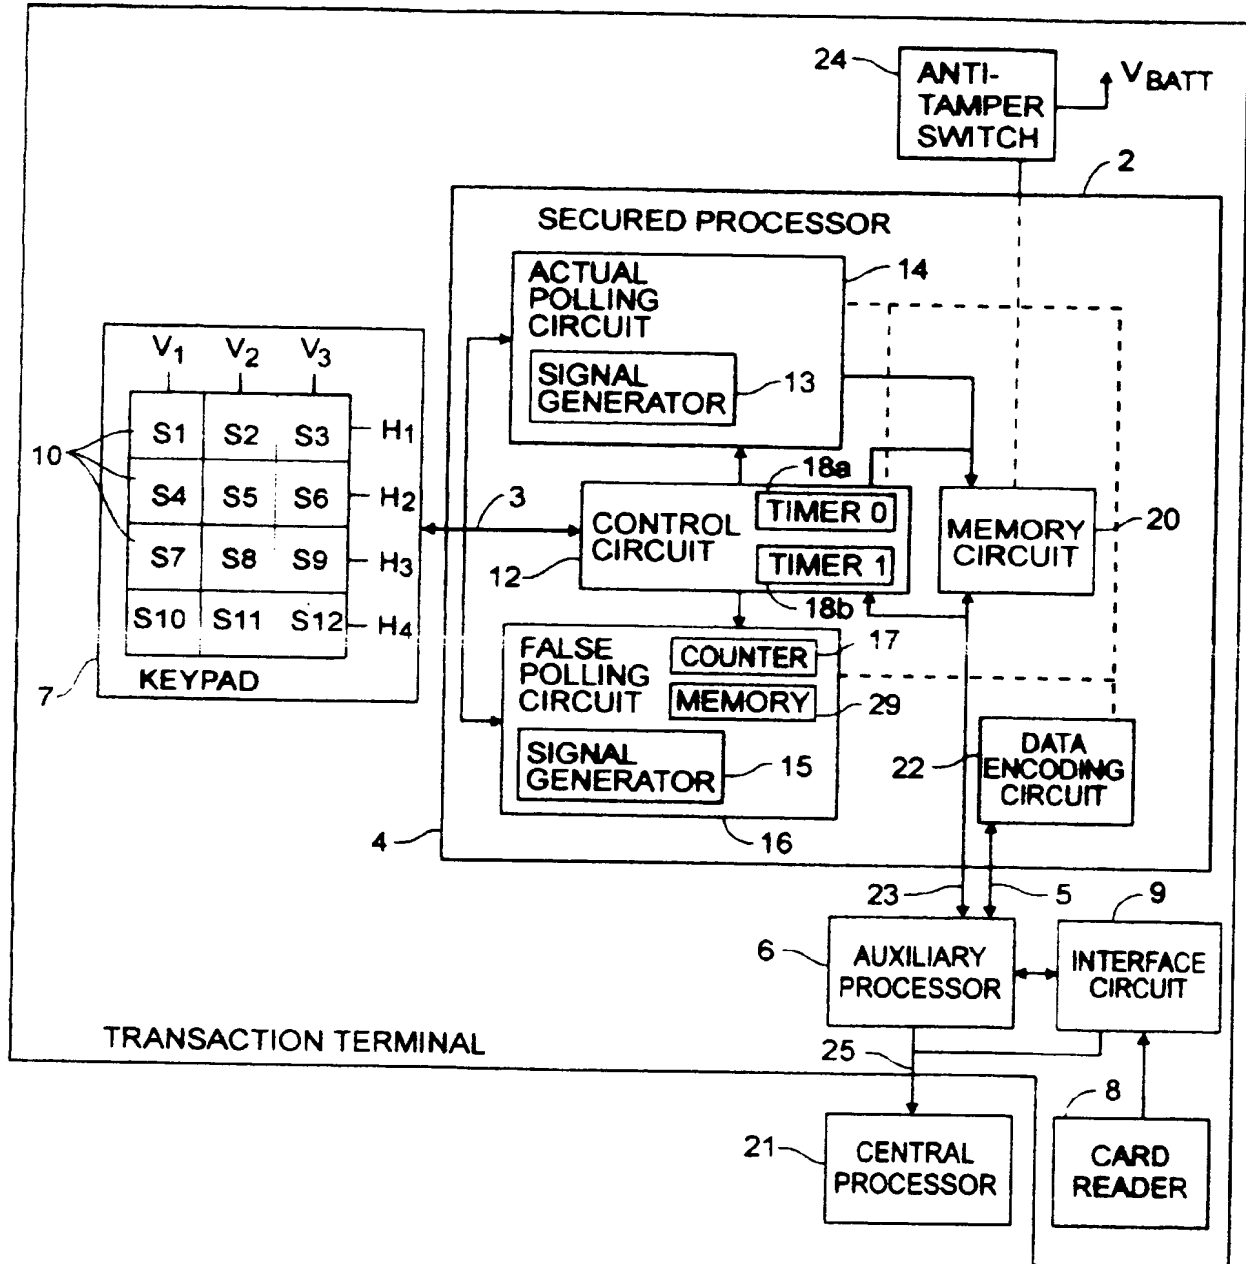 24
ANTI-
TAMPER
SWITCH
VBATT
2
SECURED PROCESSOR
ACTUAL
POLLING
CIRCUIT
14
SIGNAL
GENERATOR
13
V1 V2 V3
S1 S2 S3 H1
10
S4 S5 S6 H2
S7 S8 S9 H3
S10 S11 S12 H4
KEYPAD
7
3
CONTROL
CIRCUIT
12
18a
TIMER 0
TIMER 1
18b
MEMORY
CIRCUIT
20
FALSE
POLLING
CIRCUIT
COUNTER
17
MEMORY
29
SIGNAL
GENERATOR
15
16
4
22
DATA
ENCODING
CIRCUIT
23
5
9
6
AUXILIARY
PROCESSOR
INTERFACE
CIRCUIT
TRANSACTION TERMINAL
25
8
21
CENTRAL
PROCESSOR
CARD
READER